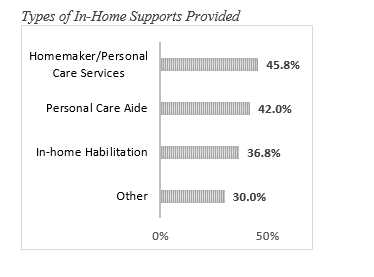 Types of In-Home Supports Provided
Homemaker/Personal
Care Services
45.8%
Personal Care Aide
42.0%
In-home Habilitation
36.8%
Other
30.0%
0%
50%